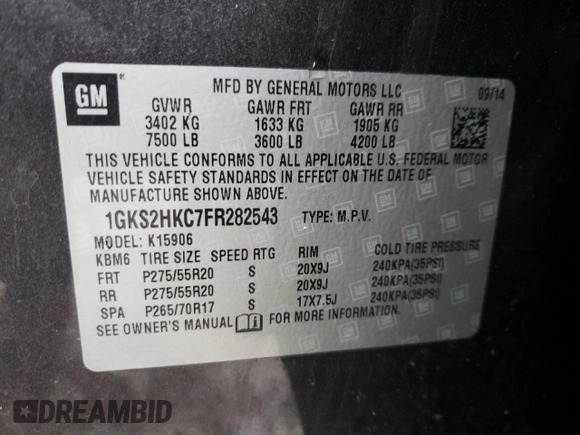 GM
MFD BY GENERAL MOTORS LLC 09/14
GVWR GAWR FRT GAWR RR
3402 KG 1633 KG 1905 KG
7500 LB 3600 LB 4200 LB
THIS VEHICLE CONFORMS TO ALL APPLICABLE U.S. FEDERAL MOTOR
VEHICLE SAFETY STANDARDS IN EFFECT ON THE DATE OF
MANUFACTURE SHOWN ABOVE.
1GKS2HKC7FR282543 TYPE: M.P.V.
MODEL: K15906
KBM6 TIRE SIZE SPEED RTG RIM COLD TIRE PRESSURE
FRT P275/55R20 S 20X9J 240KPA(35PSI)
RR P275/55R20 S 20X9J 240KPA(35PSI)
SPA P265/70R17 S 17X7.5J 240KPA(35PSI)
SEE OWNER'S MANUAL FOR MORE INFORMATION.
DREAMBID